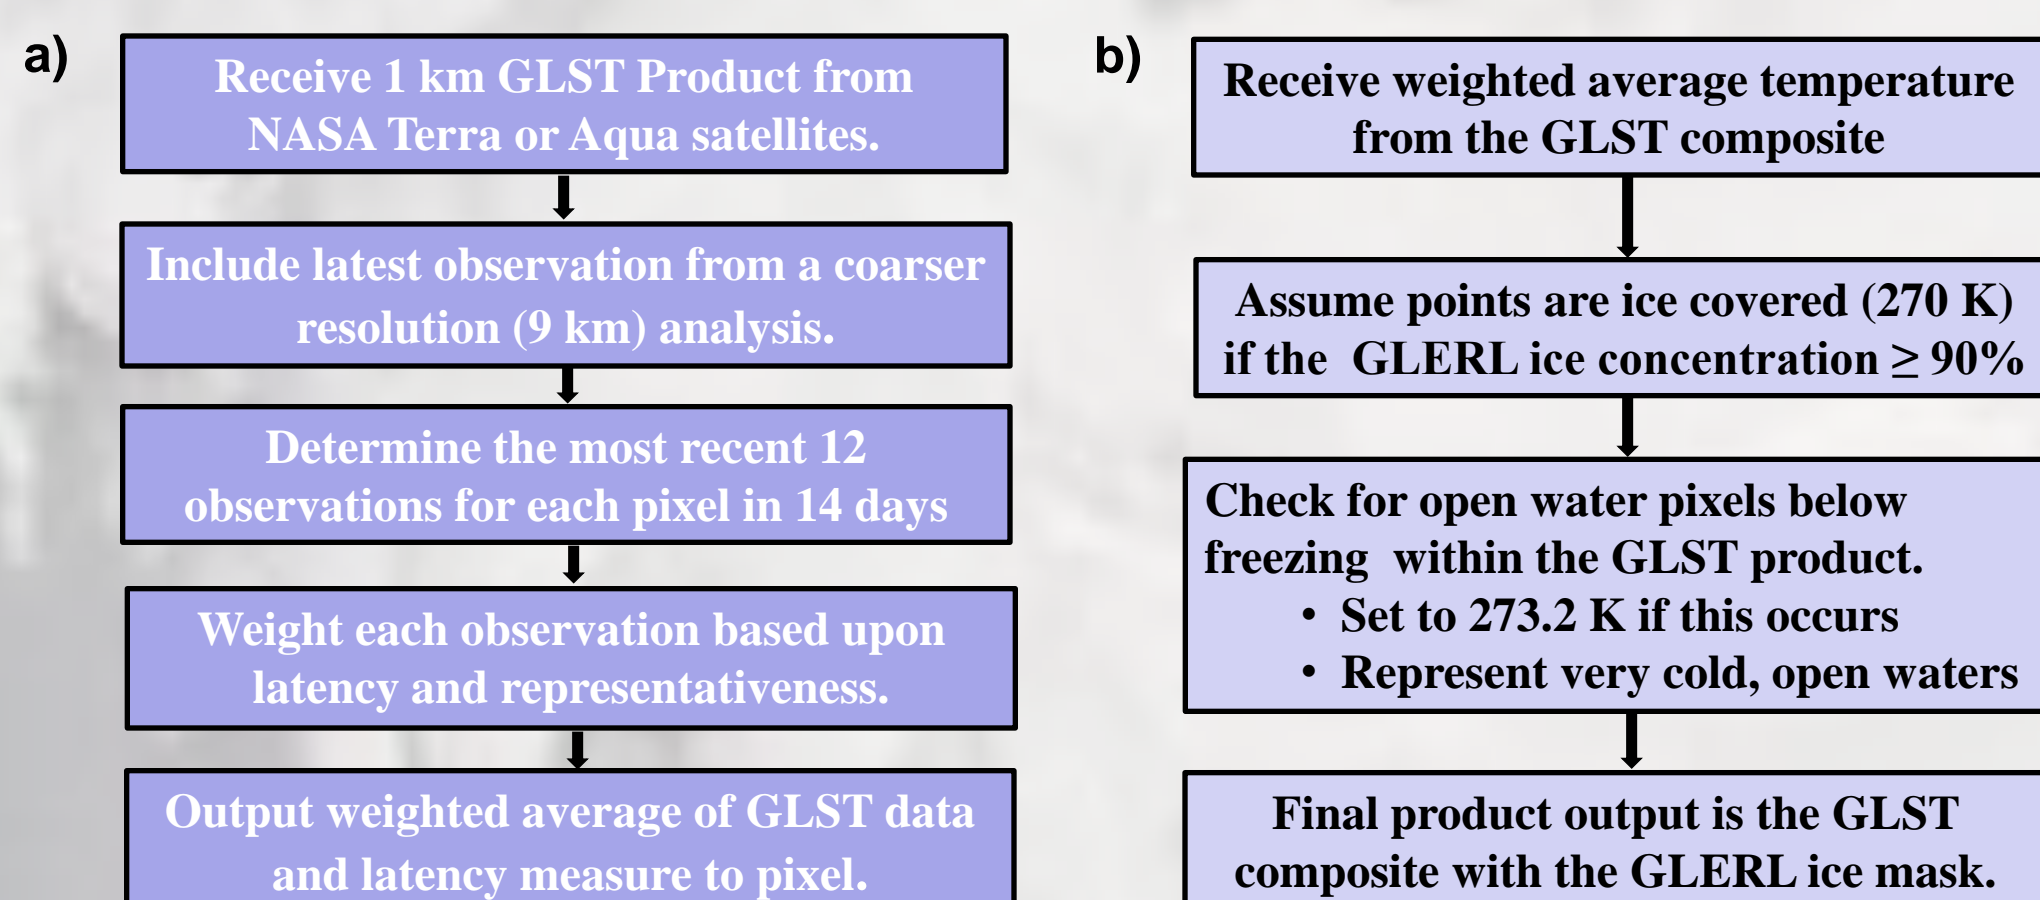 a)
Receive 1 km GLST Product from
NASA Terra or Aqua satellites.
Include latest observation from a coarser
resolution (9 km) analysis.
Determine the most recent 12
observations for each pixel in 14 days
Weight each observation based upon
latency and representativeness.
Output weighted average of GLST data
and latency measure to pixel.
b)
Receive weighted average temperature
from the GLST composite
Assume points are ice covered (270 K)
if the GLERL ice concentration ≥ 90%
Check for open water pixels below
freezing within the GLST product.
• Set to 273.2 K if this occurs
• Represent very cold, open waters
Final product output is the GLST
composite with the GLERL ice mask.